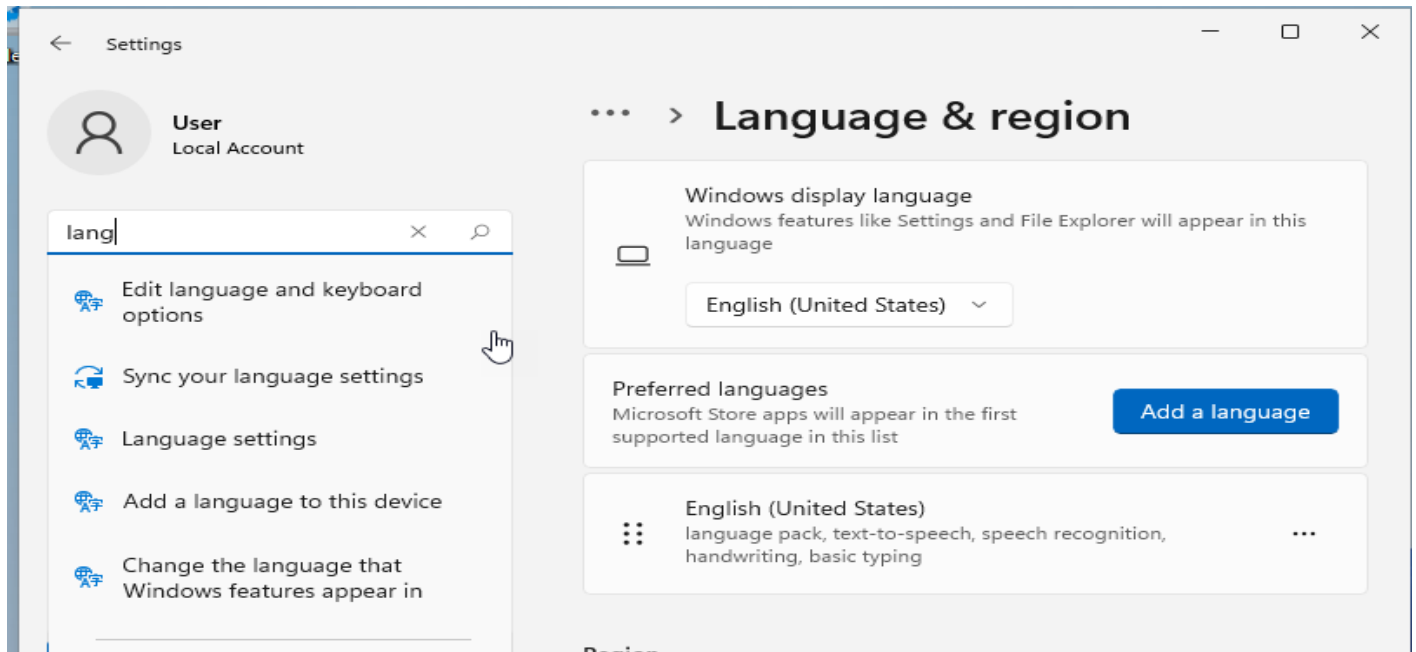 Settings
User
Local Account
lang
Edit language and keyboard
options
Sync your language settings
Language settings
Add a language to this device
Change the language that
Windows features appear in
... > Language & region
Windows display language
Windows features like Settings and File Explorer will appear in this
language
English (United States)
Preferred languages
Microsoft Store apps will appear in the first
supported language in this list
Add a language
English (United States)
language pack, text-to-speech, speech recognition,
handwriting, basic typing
Region